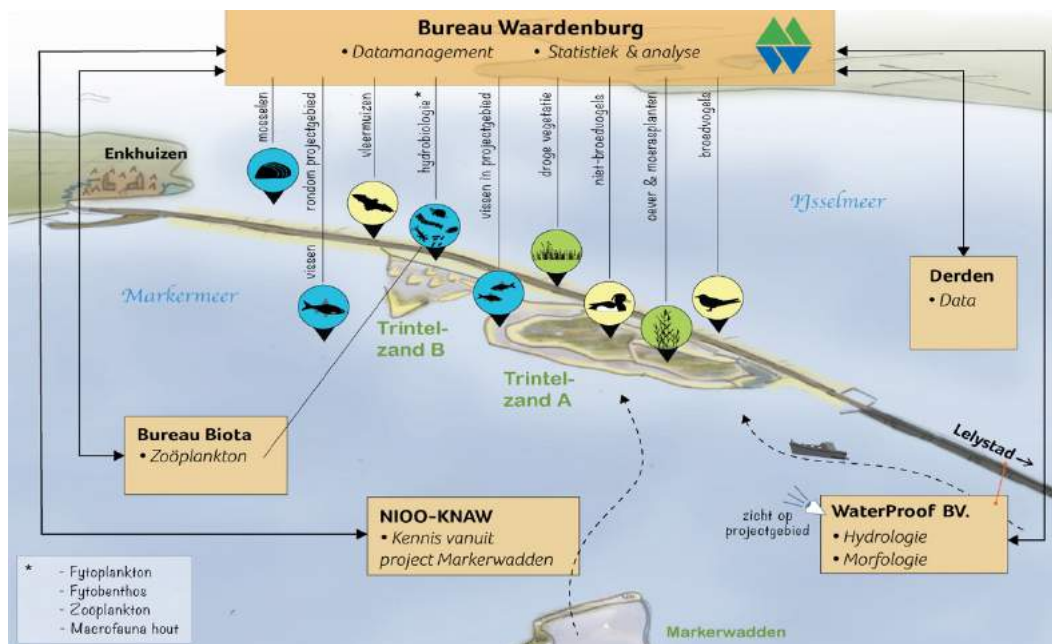 Bureau Waardenburg
• Datamanagement • Statistiek & analyse
mosselen
rondom projectgebied
vissen
vleermuizen
hydrobiologie *
vissen in projectgebied
droge vegetatie
niet-broedvogels
oever & moerasplanten
broedvogels
Enkhuizen
IJsselmeer
Markermeer
Derden
• Data
Trintel-
zand B
Trintel-
zand A
Bureau Biota
• Zoöplankton
Lelystad →
NIOO-KNAW
• Kennis vanuit
project Markerwadden
zicht op
projectgebied
WaterProof BV.
• Hydrologie
• Morfologie
* - Fytoplankton
- Fytobenthos
- Zoöplankton
- Macrofauna hout
Markerwadden